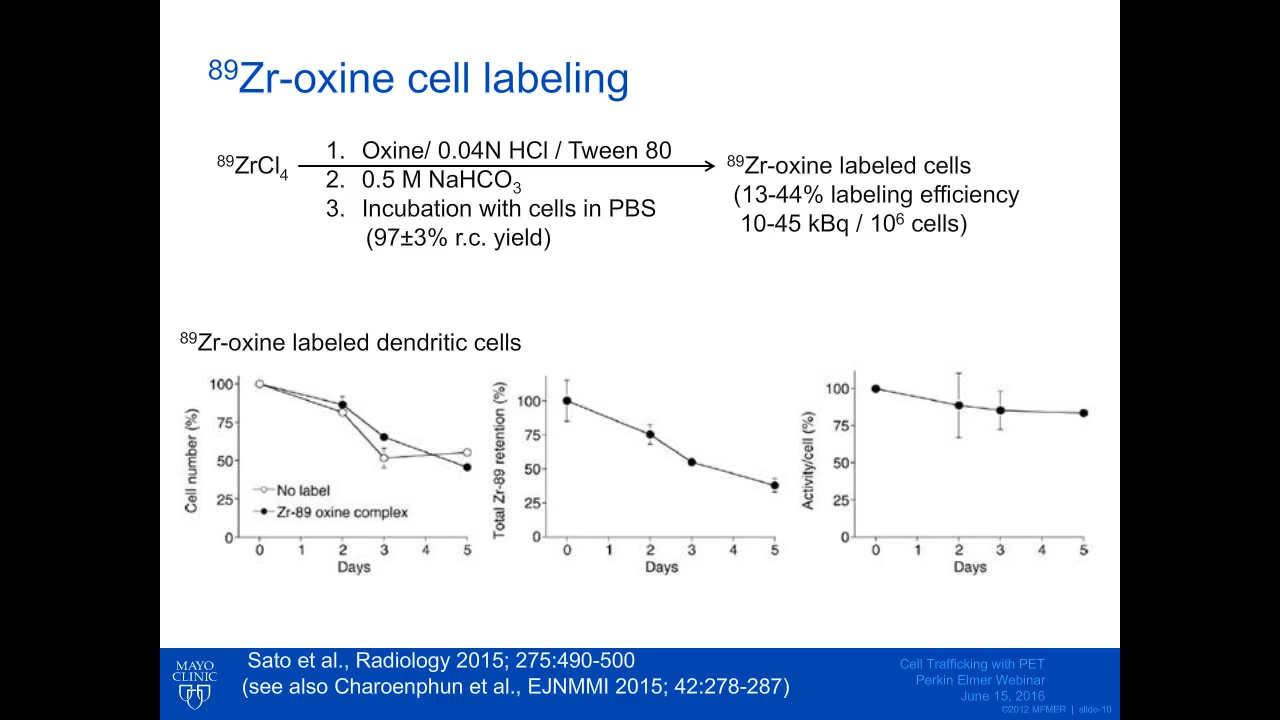 ⁸⁹Zr-oxine cell labeling
⁸⁹ZrCl₄
1. Oxine/ 0.04N HCl / Tween 80
2. 0.5 M NaHCO₃
3. Incubation with cells in PBS
(97±3% r.c. yield)
⁸⁹Zr-oxine labeled cells
(13-44% labeling efficiency
10-45 kBq / 10⁶ cells)
⁸⁹Zr-oxine labeled dendritic cells
Cell number (%)
100
75
50
25
0
No label
Zr-89 oxine complex
0 1 2 3 4 5
Days
Total Zr-89 retention (%)
100
75
50
25
0
0 1 2 3 4 5
Days
Activity/cell (%)
100
75
50
25
0
0 1 2 3 4 5
Days
MAYO
CLINIC
Sato et al., Radiology 2015; 275:490-500
(see also Charoenphun et al., EJNMMI 2015; 42:278-287)
Cell Trafficking with PET
Perkin Elmer Webinar
June 15, 2016
©2012 MFMER | slide-10